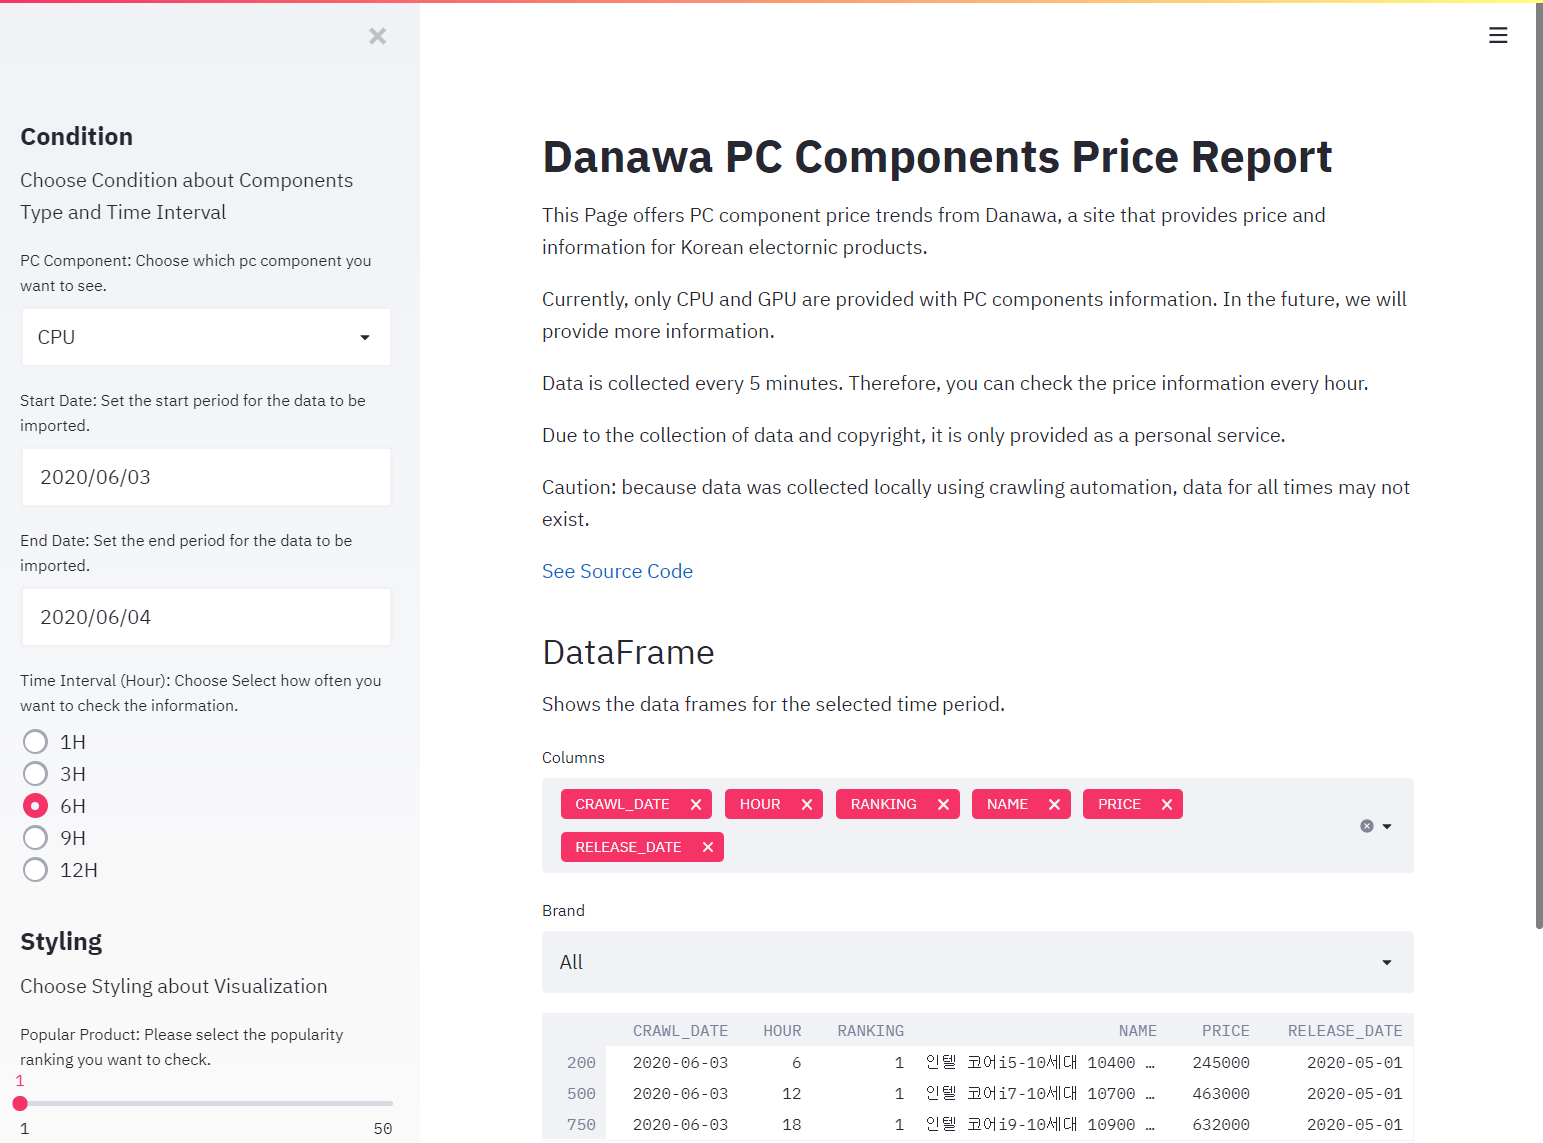 Condition
Choose Condition about Components
Type and Time Interval
PC Component: Choose which pc component you
want to see.
CPU
Start Date: Set the start period for the data to be
imported.
2020/06/03
End Date: Set the end period for the data to be
imported.
2020/06/04
Time Interval (Hour): Choose Select how often you
want to check the information.
1H
3H
6H
9H
12H
Styling
Choose Styling about Visualization
Popular Product: Please select the popularity
ranking you want to check.
1
1 50
Danawa PC Components Price Report
This Page offers PC component price trends from Danawa, a site that provides price and
information for Korean electornic products.
Currently, only CPU and GPU are provided with PC components information. In the future, we will
provide more information.
Data is collected every 5 minutes. Therefore, you can check the price information every hour.
Due to the collection of data and copyright, it is only provided as a personal service.
Caution: because data was collected locally using crawling automation, data for all times may not
exist.
See Source Code
DataFrame
Shows the data frames for the selected time period.
Columns
CRAWL_DATE HOUR RANKING NAME PRICE
RELEASE_DATE
Brand
All
CRAWL_DATE HOUR RANKING NAME PRICE RELEASE_DATE
200 2020-06-03 6 1 인텔 코어i5-10세대 10400 … 245000 2020-05-01
500 2020-06-03 12 1 인텔 코어i7-10세대 10700 … 463000 2020-05-01
750 2020-06-03 18 1 인텔 코어i9-10세대 10900 … 632000 2020-05-01